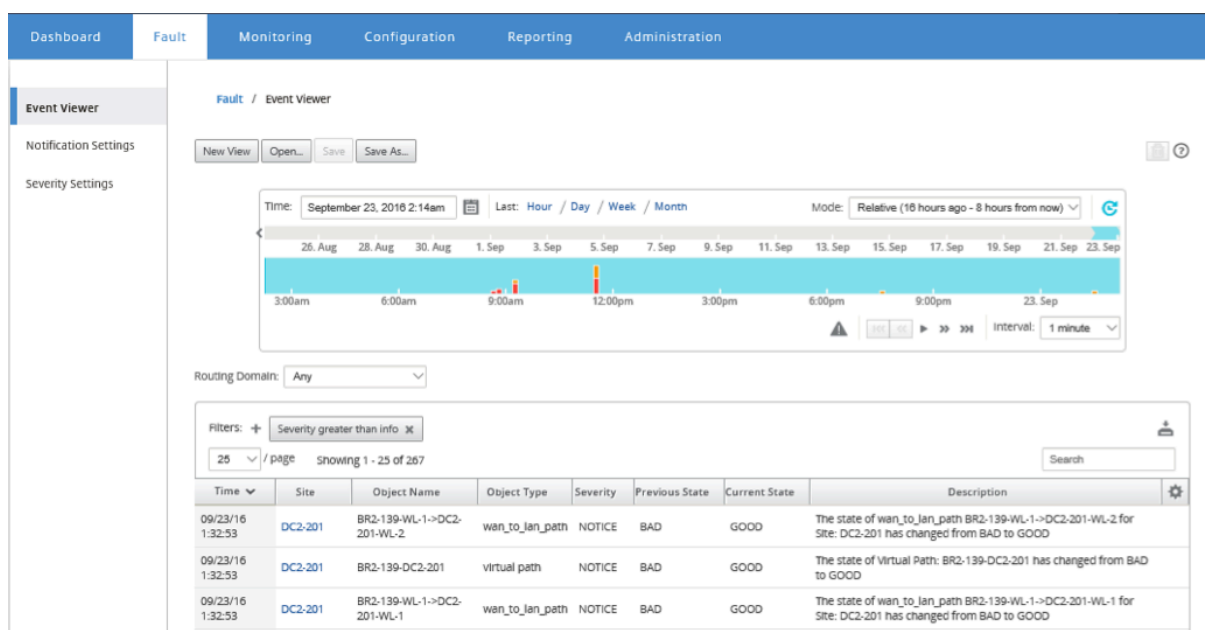 Dashboard Fault Monitoring Configuration Reporting Administration
Event Viewer
Notification Settings
Severity Settings
Fault / Event Viewer
New View Open... Save Save As...
Time: September 23, 2016 2:14am Last: Hour / Day / Week / Month Mode: Relative (16 hours ago - 8 hours from now)
26. Aug 28. Aug 30. Aug 1. Sep 3. Sep 5. Sep 7. Sep 9. Sep 11. Sep 13. Sep 15. Sep 17. Sep 19. Sep 21. Sep 23. Sep
3:00am 6:00am 9:00am 12:00pm 3:00pm 6:00pm 9:00pm 23. Sep
Interval: 1 minute
Routing Domain: Any
Filters: + Severity greater than info ×
25 / page Showing 1 - 25 of 267 Search
Time Site Object Name Object Type Severity Previous State Current State Description
09/23/16
1:32:53
DC2-201
BR2-139-WL-1->DC2-
201-WL-2
wan_to_lan_path NOTICE BAD GOOD
The state of wan_to_lan_path BR2-139-WL-1->DC2-201-WL-2 for
Site: DC2-201 has changed from BAD to GOOD
09/23/16
1:32:53
DC2-201 BR2-139-DC2-201 virtual path NOTICE BAD GOOD
The state of Virtual Path: BR2-139-DC2-201 has changed from BAD
to GOOD
09/23/16
1:32:53
DC2-201
BR2-139-WL-1->DC2-
201-WL-1
wan_to_lan_path NOTICE BAD GOOD
The state of wan_to_lan_path BR2-139-WL-1->DC2-201-WL-1 for
Site: DC2-201 has changed from BAD to GOOD